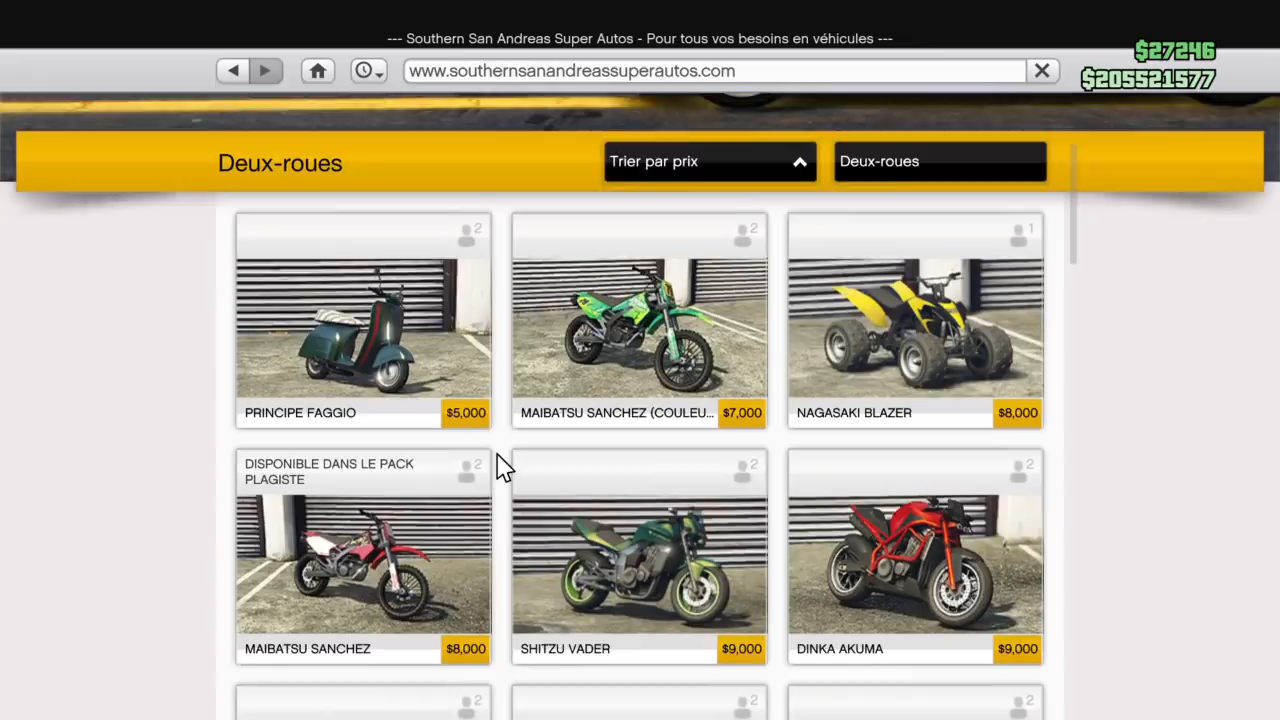 --- Southern San Andreas Super Autos - Pour tous vos besoins en véhicules ---
$27246
www.southernsanandreassuperautos.com
$205521577
Deux-roues
Trier par prix
Deux-roues
2
2
1
PRINCIPE FAGGIO
$5,000
MAIBATSU SANCHEZ (COULEU...
$7,000
NAGASAKI BLAZER
$8,000
DISPONIBLE DANS LE PACK
PLAGISTE
2
2
2
MAIBATSU SANCHEZ
$8,000
SHITZU VADER
$9,000
DINKA AKUMA
$9,000
2
2
2